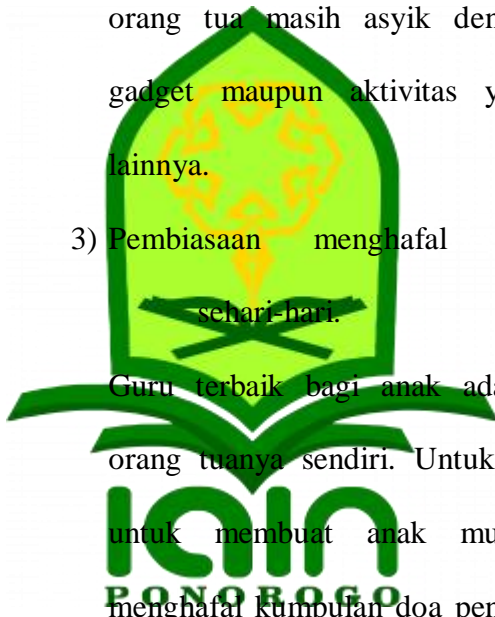 orang tua masih asyik den
gadget maupun aktivitas y
lainnya.
3) Pembiasaan menghafal
sehari-hari.
Guru terbaik bagi anak ada
orang tuanya sendiri. Untuk
untuk membuat anak mu
menghafal kumpulan doa pen
iain
PONOROGO